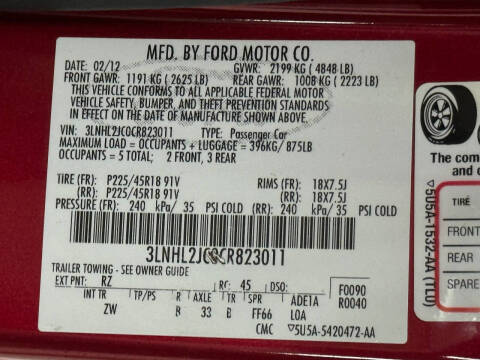 MFD. BY FORD MOTOR CO.
DATE: 02/12 GVWR: 2199 KG ( 4848 LB)
FRONT GAWR: 1191 KG ( 2625LB) REAR GAWR: 1008 KG ( 2223 LB)
THIS VEHICLE CONFORMS TO ALL APPLICABLE FEDERAL MOTOR
VEHICLE SAFETY, BUMPER, AND THEFT PREVENTION STANDARDS
IN EFFECT ON THE DATE OF MANUFACTURE SHOWN ABOVE.
VIN: 3LNHL2JC0CR823011 TYPE: Passenger Car
MAXIMUM LOAD = OCCUPANTS + LUGGAGE = 396KG/ 875LB
OCCUPANTS = 5 TOTAL; 2 FRONT, 3 REAR
TIRE (FR): P225/45R18 91V RIMS (FR): 18X7.5J
(RR): P225/45R18 91V (RR): 18X7.5J
PRESSURE (FR): 240 kPa/ 35 PSI COLD (RR): 240 kPa/ 35 PSI COLD
3LNHL2JC0CR823011
TRAILER TOWING - SEE OWNER GUIDE
EXT PNT: RZ RC: 45 DSO: F0090
R0040
INT TR TP/PS R AXLE TR SPR ADE1A
ZW B 33 B FF66 LOA
CMC ▽5U5A-5420472-AA
▽5U5A-1532-AA (TLU)
The com
and
TIRE
FRONT
REAR
SPARE